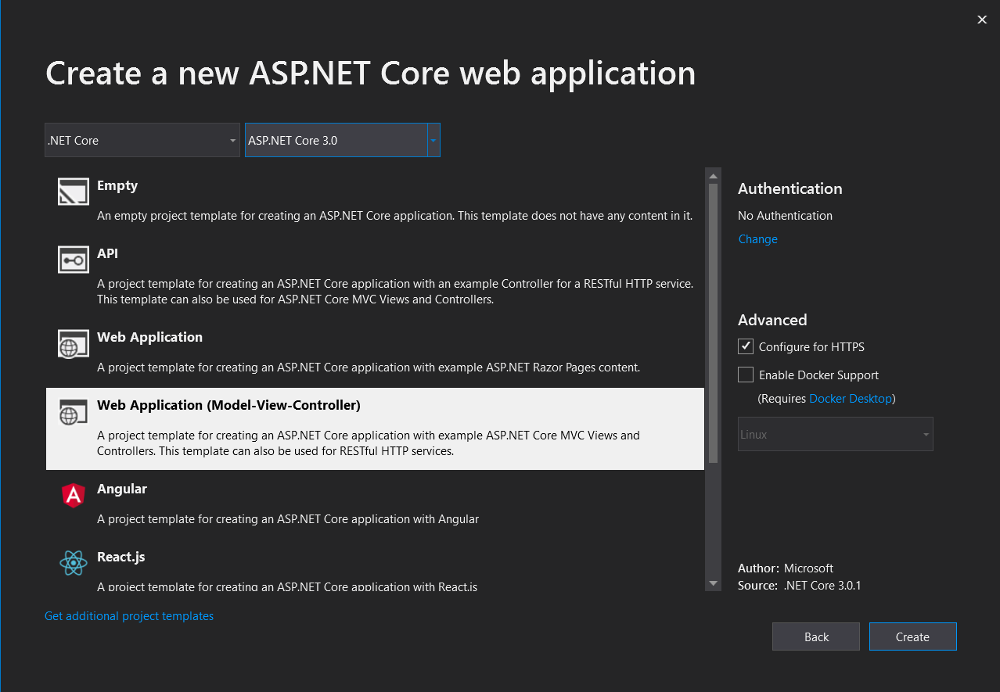 Create a new ASP.NET Core web application
.NET Core
ASP.NET Core 3.0
Empty
An empty project template for creating an ASP.NET Core application. This template does not have any content in it.
API
A project template for creating an ASP.NET Core application with an example Controller for a RESTful HTTP service.
This template can also be used for ASP.NET Core MVC Views and Controllers.
Web Application
A project template for creating an ASP.NET Core application with example ASP.NET Razor Pages content.
Web Application (Model-View-Controller)
A project template for creating an ASP.NET Core application with example ASP.NET Core MVC Views and
Controllers. This template can also be used for RESTful HTTP services.
Angular
A project template for creating an ASP.NET Core application with Angular
React.js
A project template for creating an ASP.NET Core application with React.js
Get additional project templates
Authentication
No Authentication
Change
Advanced
Configure for HTTPS
Enable Docker Support
(Requires Docker Desktop)
Linux
Author: Microsoft
Source: .NET Core 3.0.1
Back
Create